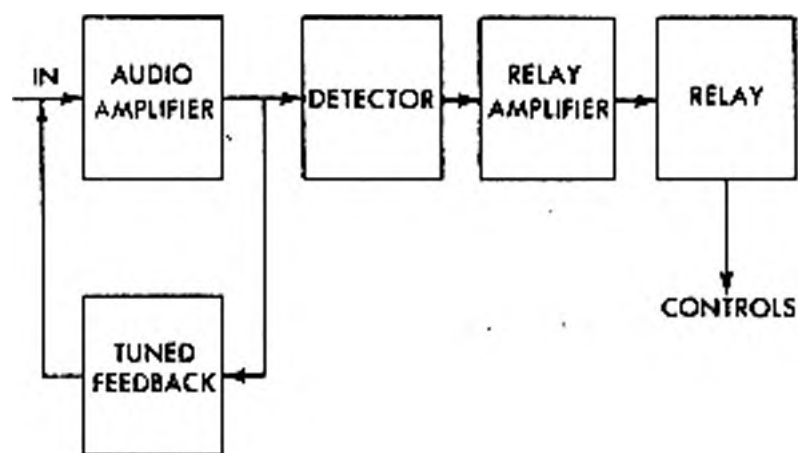 IN
AUDIO
AMPLIFIER
DETECTOR
RELAY
AMPLIFIER
RELAY
CONTROLS
TUNED
FEEDBACK